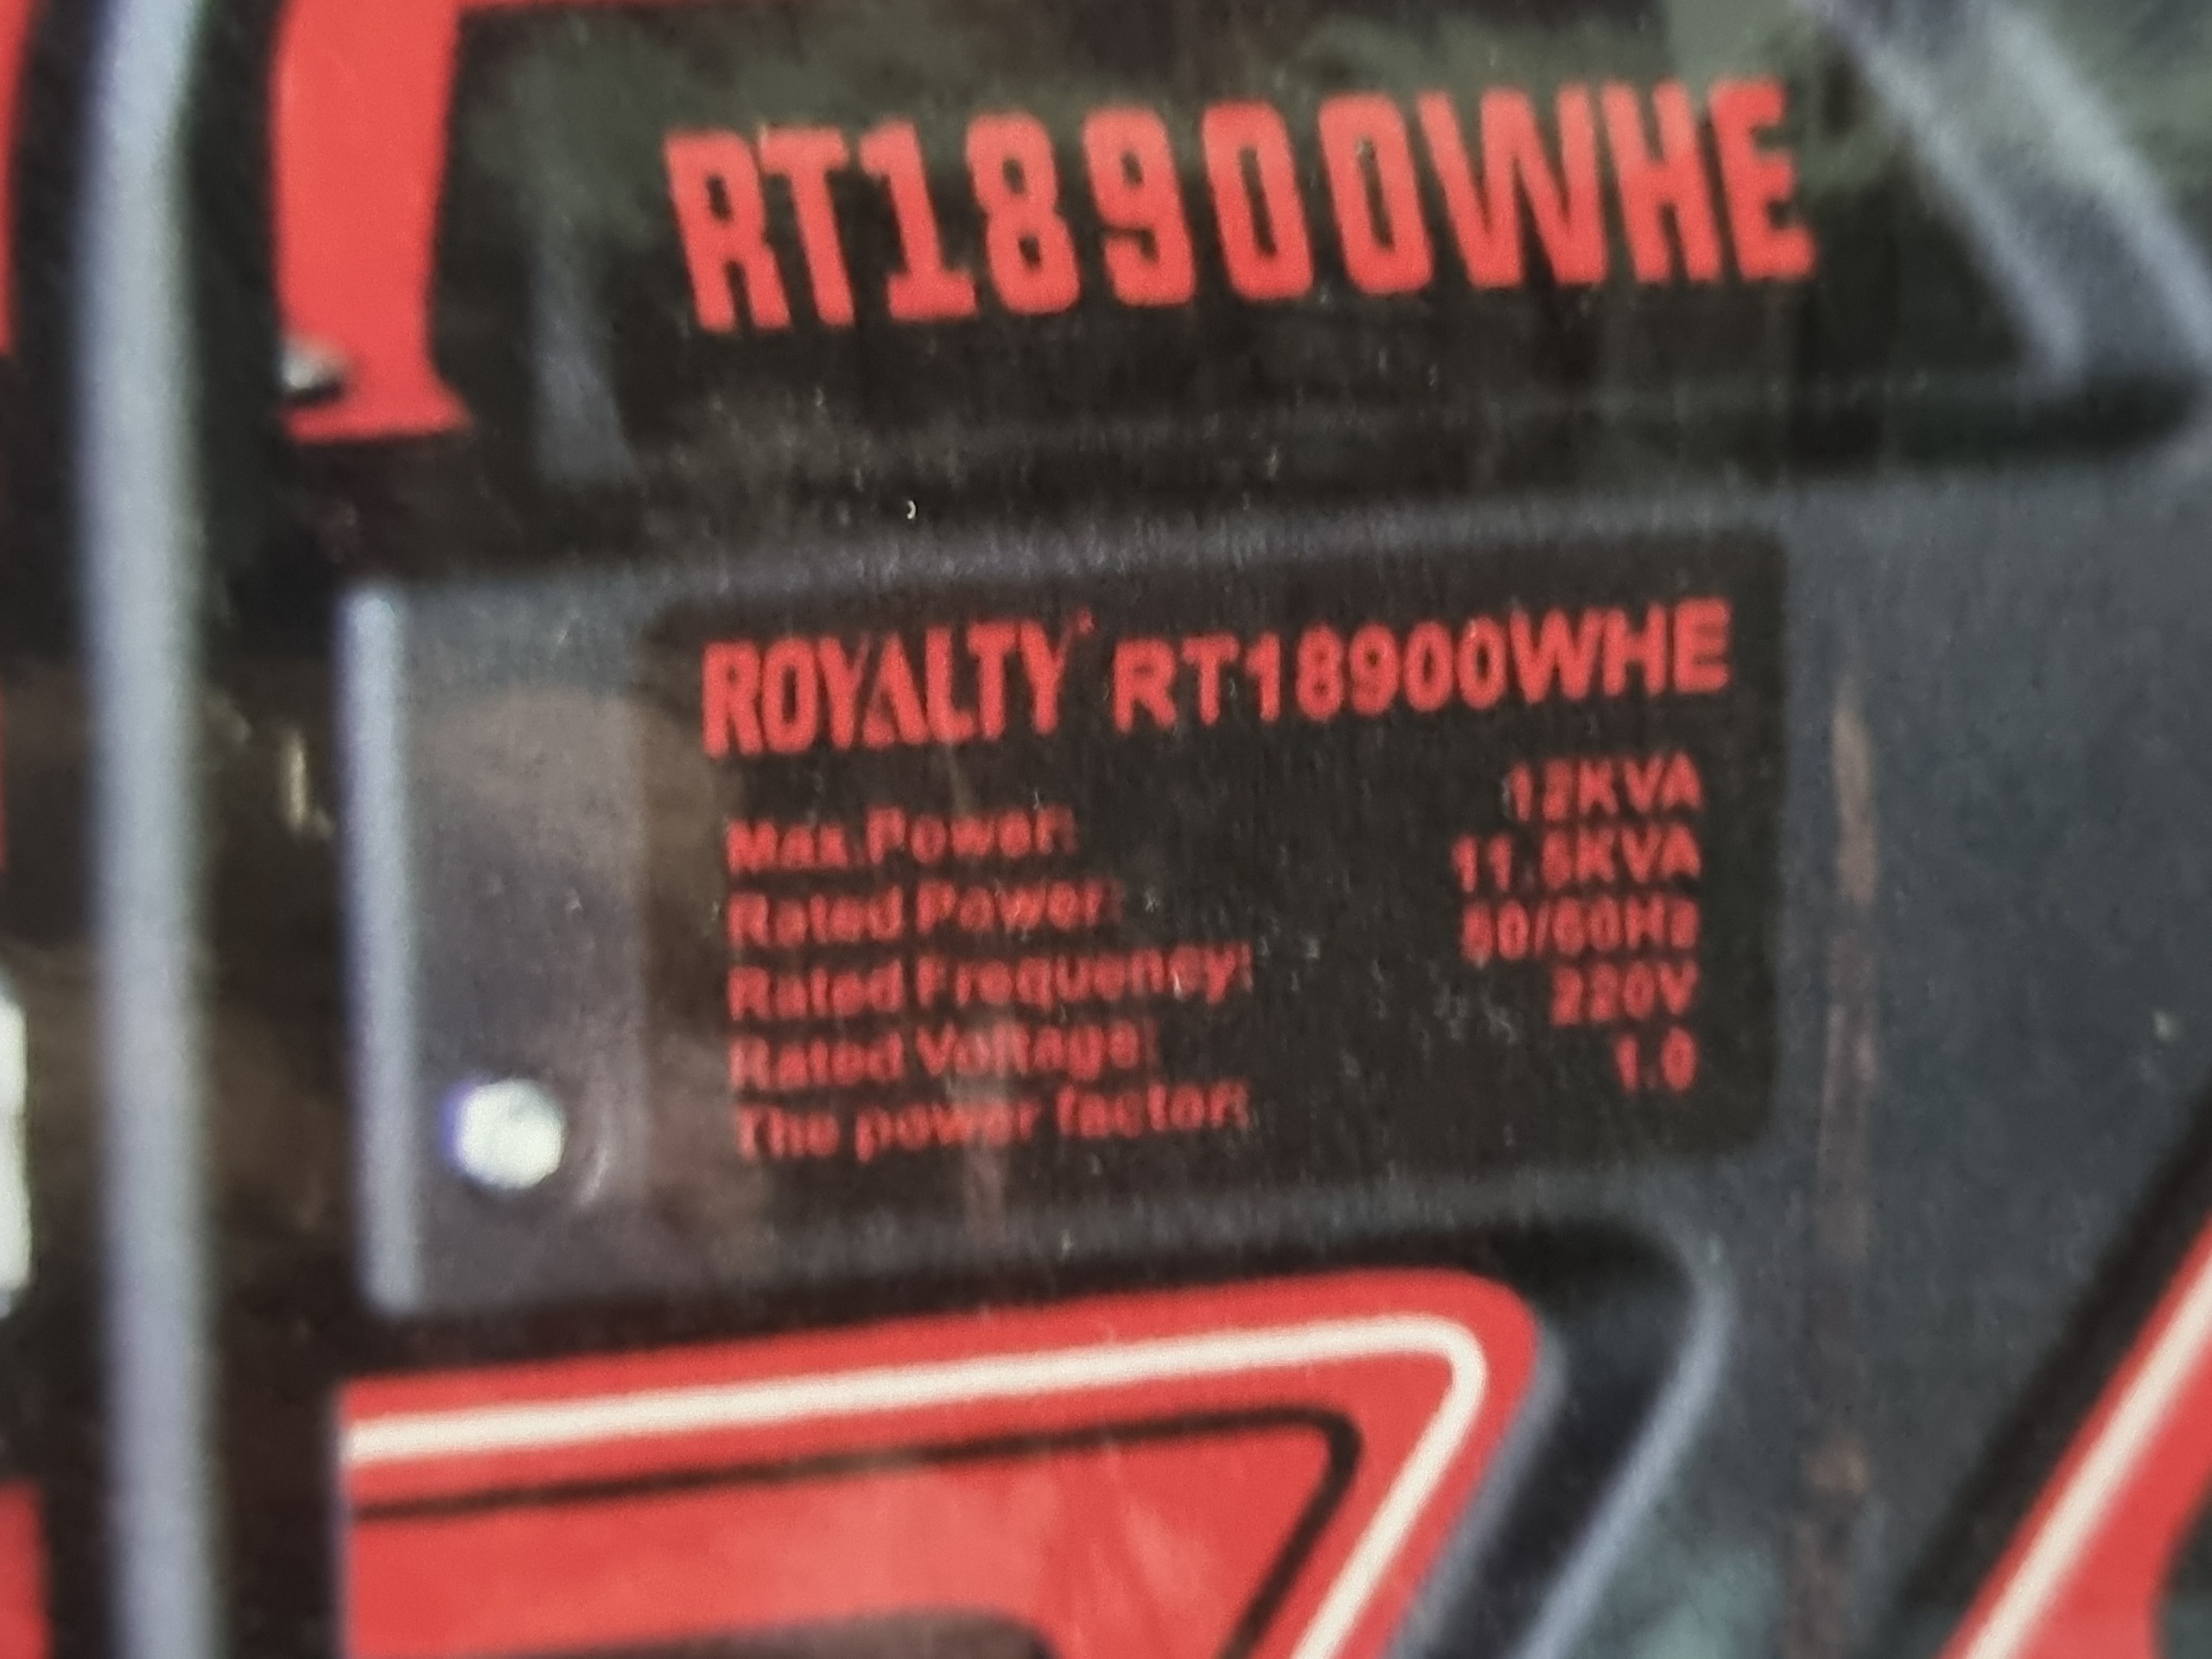 RT18900WHE
ROYALTY RT18900WHE
Max.Power: 12KVA
Rated Power: 11.5KVA
Rated Frequency: 50/60Hz
Rated Voltage: 220V
The power factor: 1.0